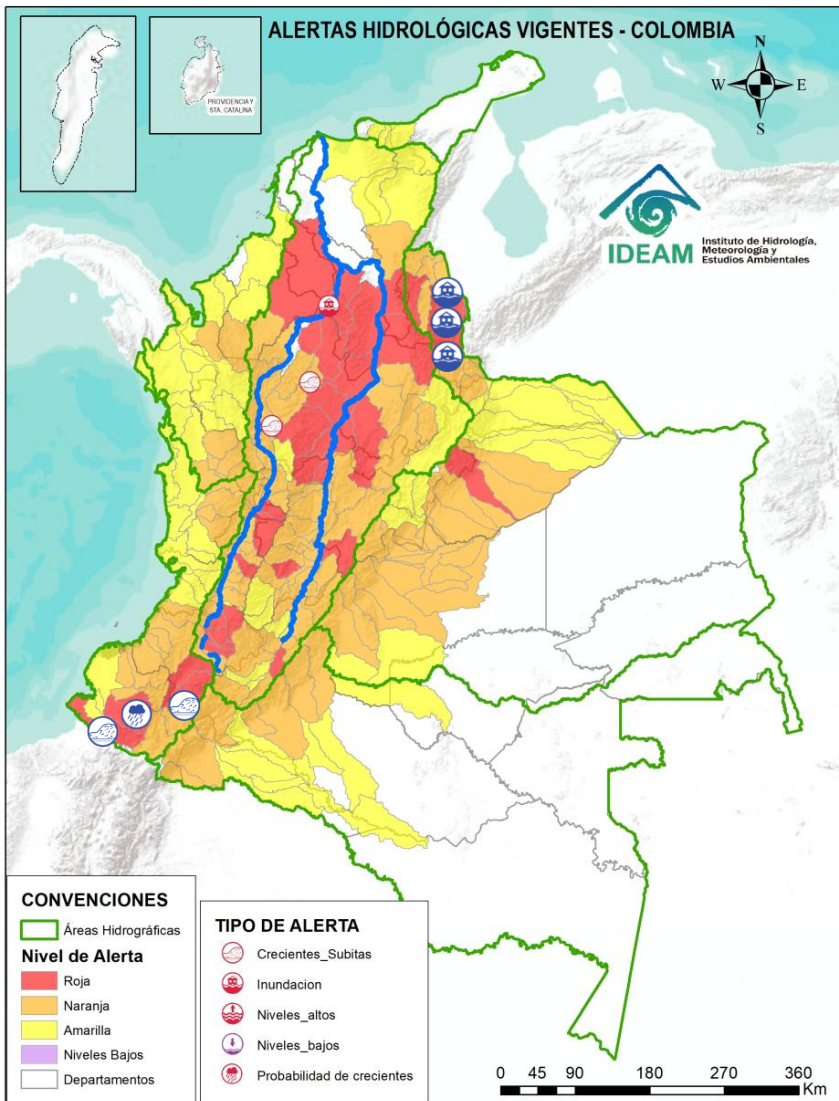 ALERTAS HIDROLÓGICAS VIGENTES - COLOMBIA
PROVIDENCIA Y
STA. CATALINA
N
W
E
S
IDEAM
Instituto de Hidrología,
Meteorología y
Estudios Ambientales
CONVENCIONES
Áreas Hidrográficas
Nivel de Alerta
Roja
Naranja
Amarilla
Niveles Bajos
Departamentos
TIPO DE ALERTA
Crecientes_Subitas
Inundacion
Niveles_altos
Niveles_bajos
Probabilidad de crecientes
0 45 90 180 270 360
Km